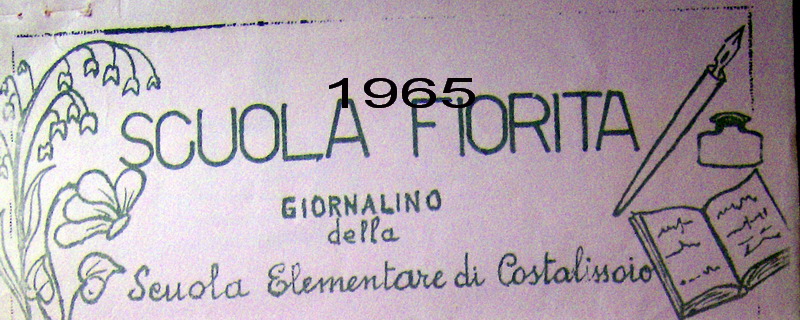 1965
SCUOLA FIORITA
GIORNALINO
della
Scuola Elementare di Costalissoio